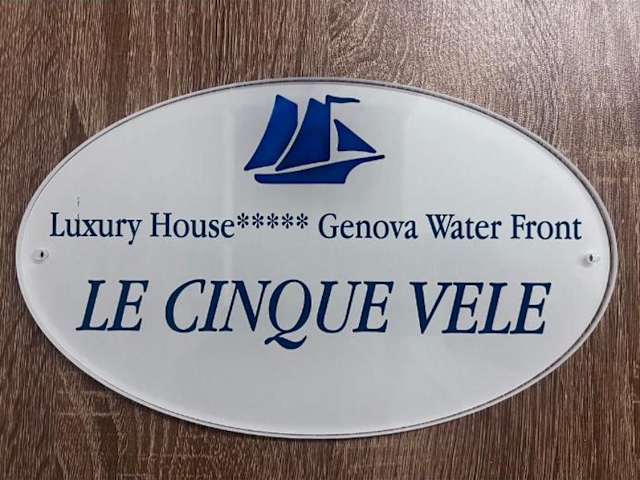 Luxury House***** Genova Water Front
LE CINQUE VELE